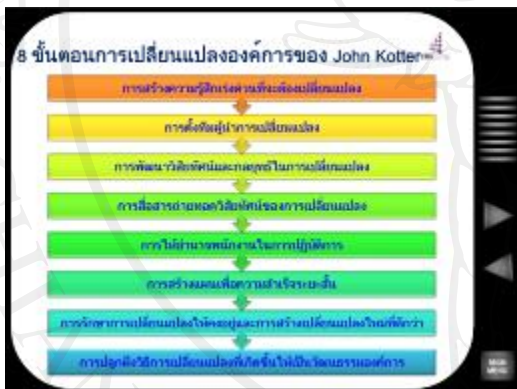 8 ขั้นตอนการเปลี่ยนแปลงองค์การของ John Kotter
การสร้างความรู้สึกเร่งด่วนที่จะต้องเปลี่ยนแปลง
การตั้งทีมผู้นำการเปลี่ยนแปลง
การพัฒนาวิสัยทัศน์และกลยุทธ์ในการเปลี่ยนแปลง
การสื่อสารถ่ายทอดวิสัยทัศน์ของการเปลี่ยนแปลง
การให้อำนาจพนักงานในการปฏิบัติการ
การสร้างแผนเพื่อความสำเร็จระยะสั้น
การรักษาการเปลี่ยนแปลงให้คงอยู่และการสร้างเปลี่ยนแปลงใหม่ที่ดีกว่า
การปลูกฝังวิธีการเปลี่ยนแปลงที่เกิดขึ้นให้เป็นวัฒนธรรมองค์การ
MAIN
MENU